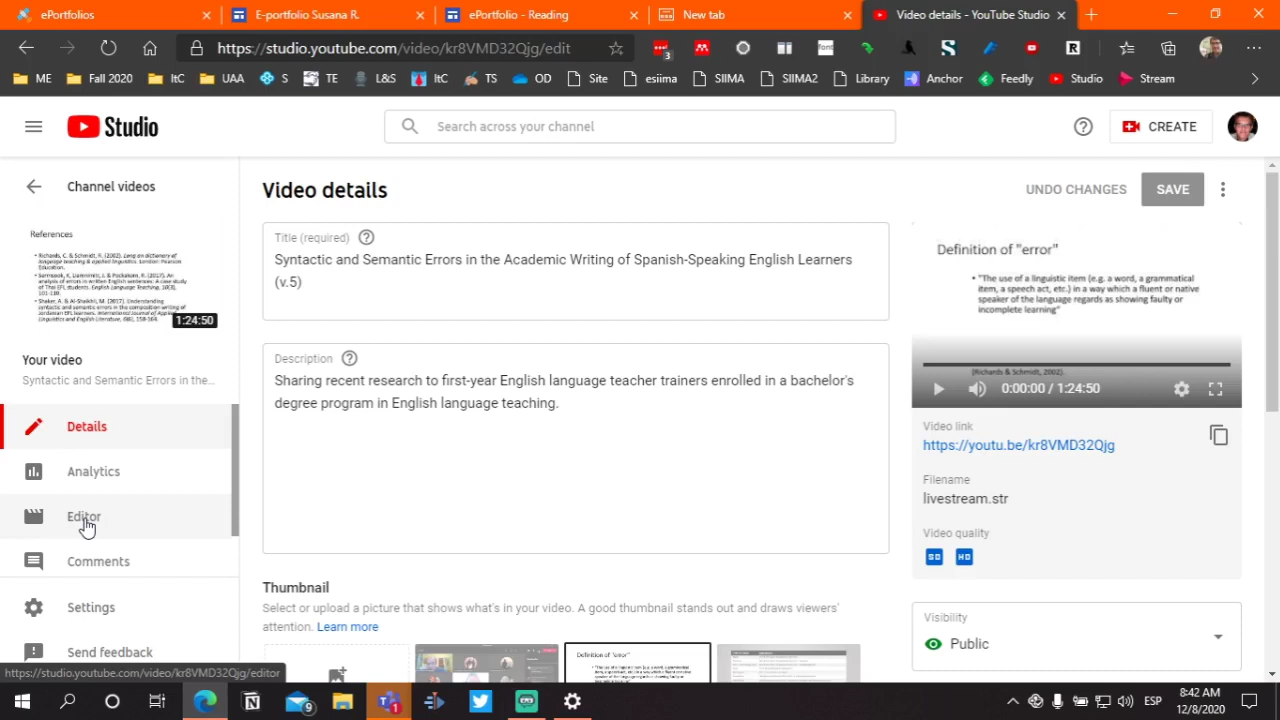 ePortfolios
E-portfolio Susana R.
ePortfolio - Reading
New tab
Video details - YouTube Studio
https://studio.youtube.com/video/kr8VMD32Qjg/edit
3
font
ME
Fall 2020
ItC
UAA
S
TE
L&S
ItC
TS
OD
Site
esiima
SIIMA
SIIMA2
Library
Anchor
Feedly
Studio
Stream
Studio
Search across your channel
CREATE
Channel videos
References
1:24:50
Your video
Syntactic and Semantic Errors in the...
Details
Analytics
Editor
Comments
Settings
Send feedback
https://studio.youtube.com/video/kr8VMD32Qjg/editor
Video details
UNDO CHANGES
SAVE
Title (required)
Syntactic and Semantic Errors in the Academic Writing of Spanish-Speaking English Learners
(v.5)
Description
Sharing recent research to first-year English language teacher trainers enrolled in a bachelor's
degree program in English language teaching.
Thumbnail
Select or upload a picture that shows what's in your video. A good thumbnail stands out and draws viewers'
attention. Learn more
Definition of "error"
Definition of "error"
• "The use of a linguistic item (e.g. a word, a grammatical
item, a speech act, etc.) in a way which a fluent or native
speaker of the language regards as showing faulty or
incomplete learning"
(Richards & Schmidt, 2002).
0:00:00 / 1:24:50
Video link
https://youtu.be/kr8VMD32Qjg
Filename
livestream.str
Video quality
SD
HD
Visibility
Public
9
1
ESP
8:42 AM
12/8/2020